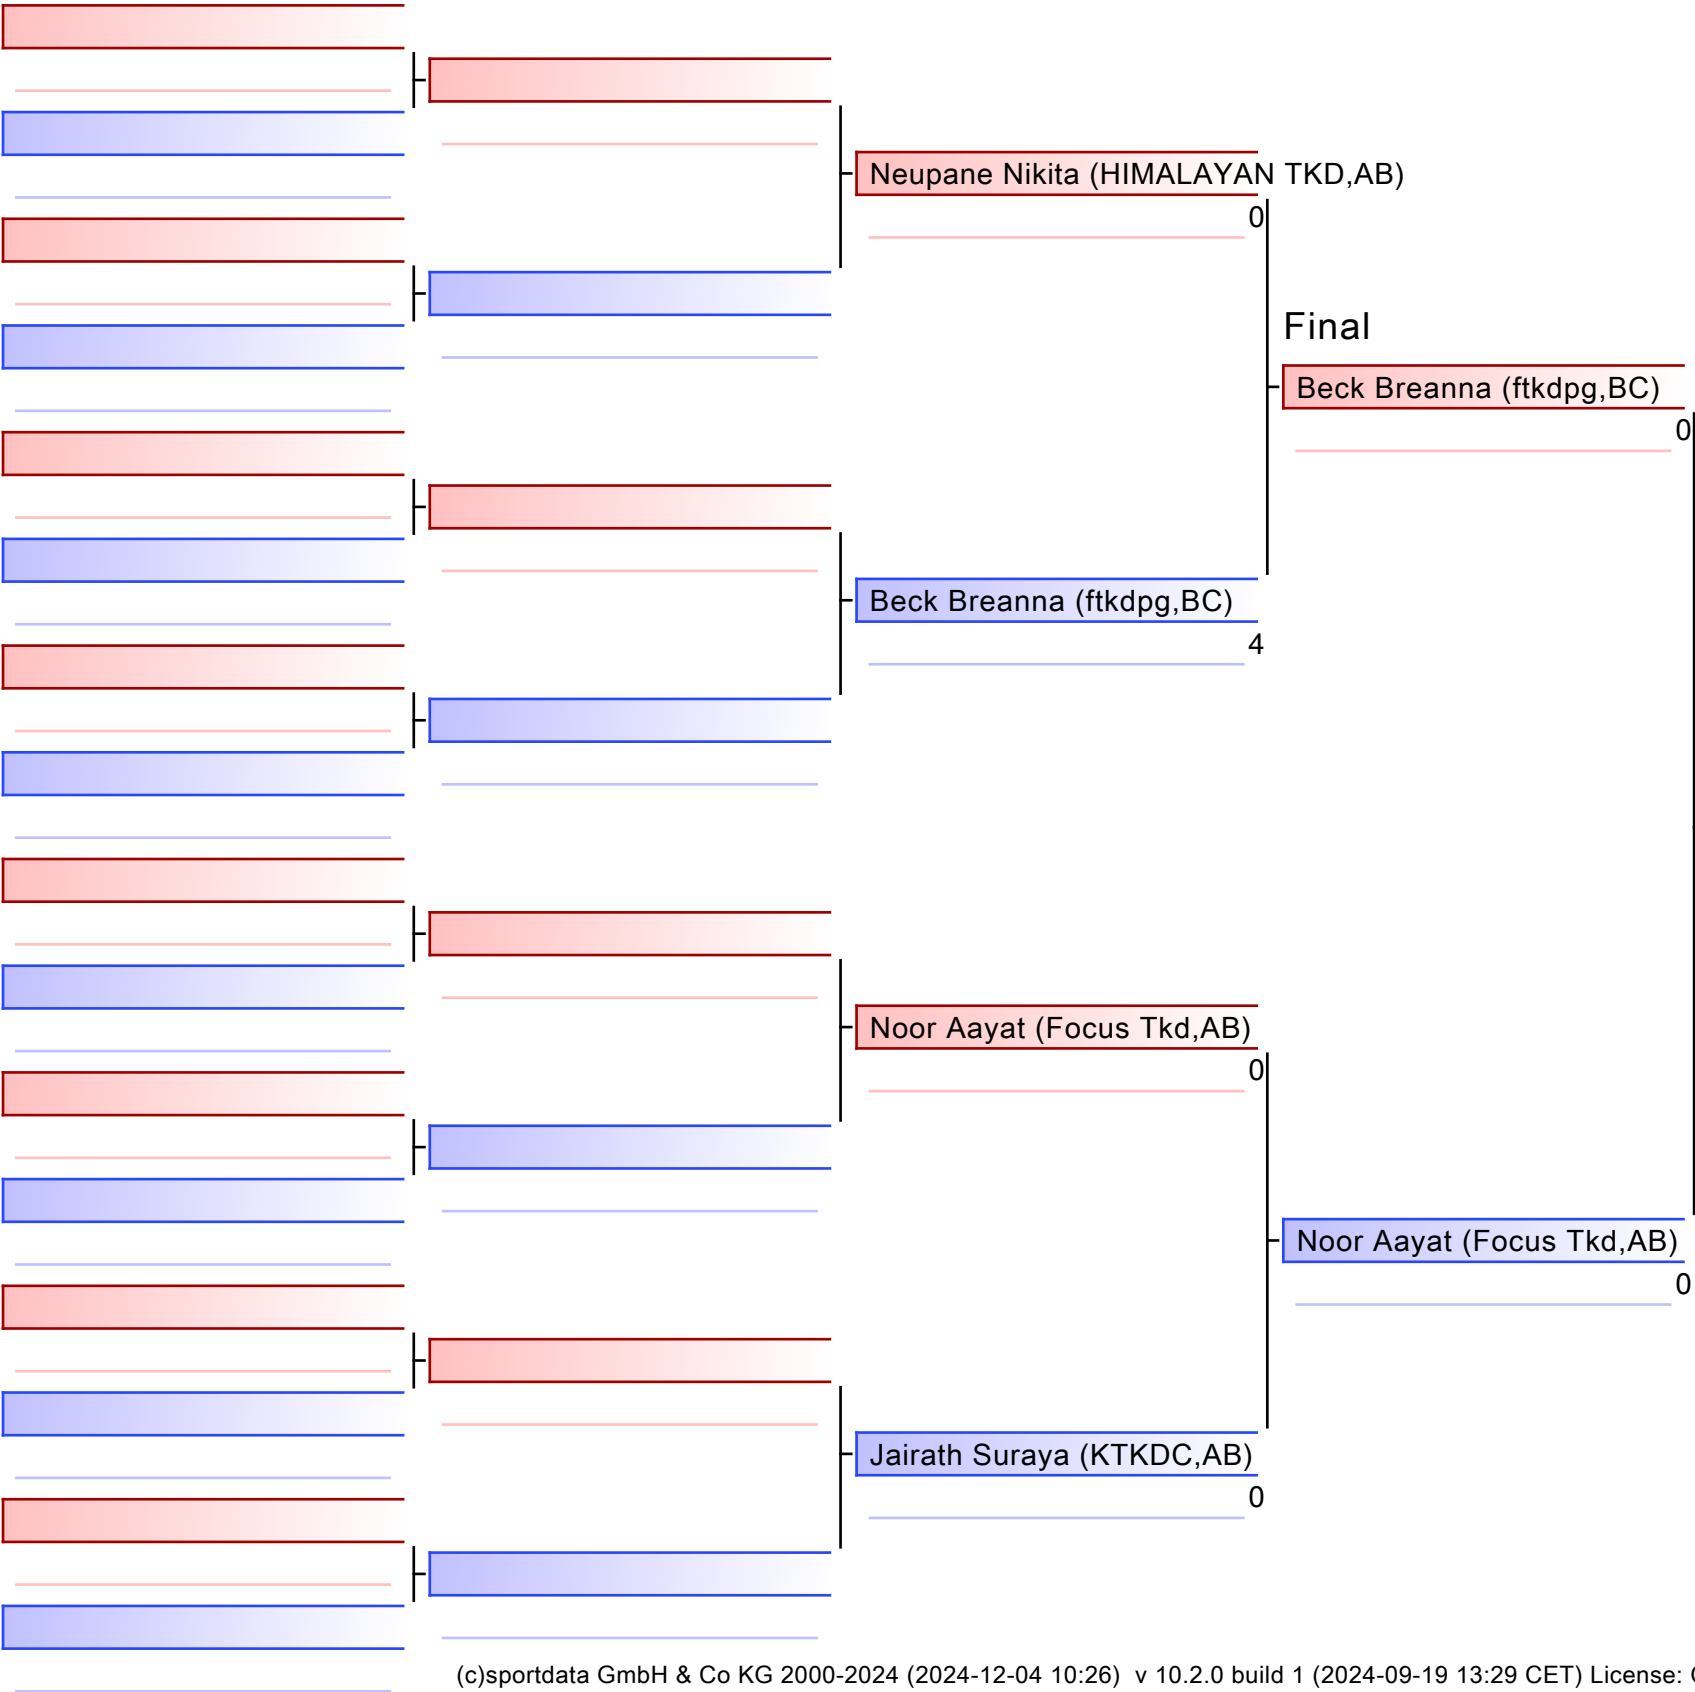 Neupane Nikita (HIMALAYAN TKD,AB)
0
Final
Beck Breanna (ftkdpg,BC)
0
Beck Breanna (ftkdpg,BC)
4
Noor Aayat (Focus Tkd,AB)
0
Noor Aayat (Focus Tkd,AB)
0
Jairath Suraya (KTKDC,AB)
0
(c)sportdata GmbH & Co KG 2000-2024 (2024-12-04 10:26) v 10.2.0 build 1 (2024-09-19 13:29 CET) License: